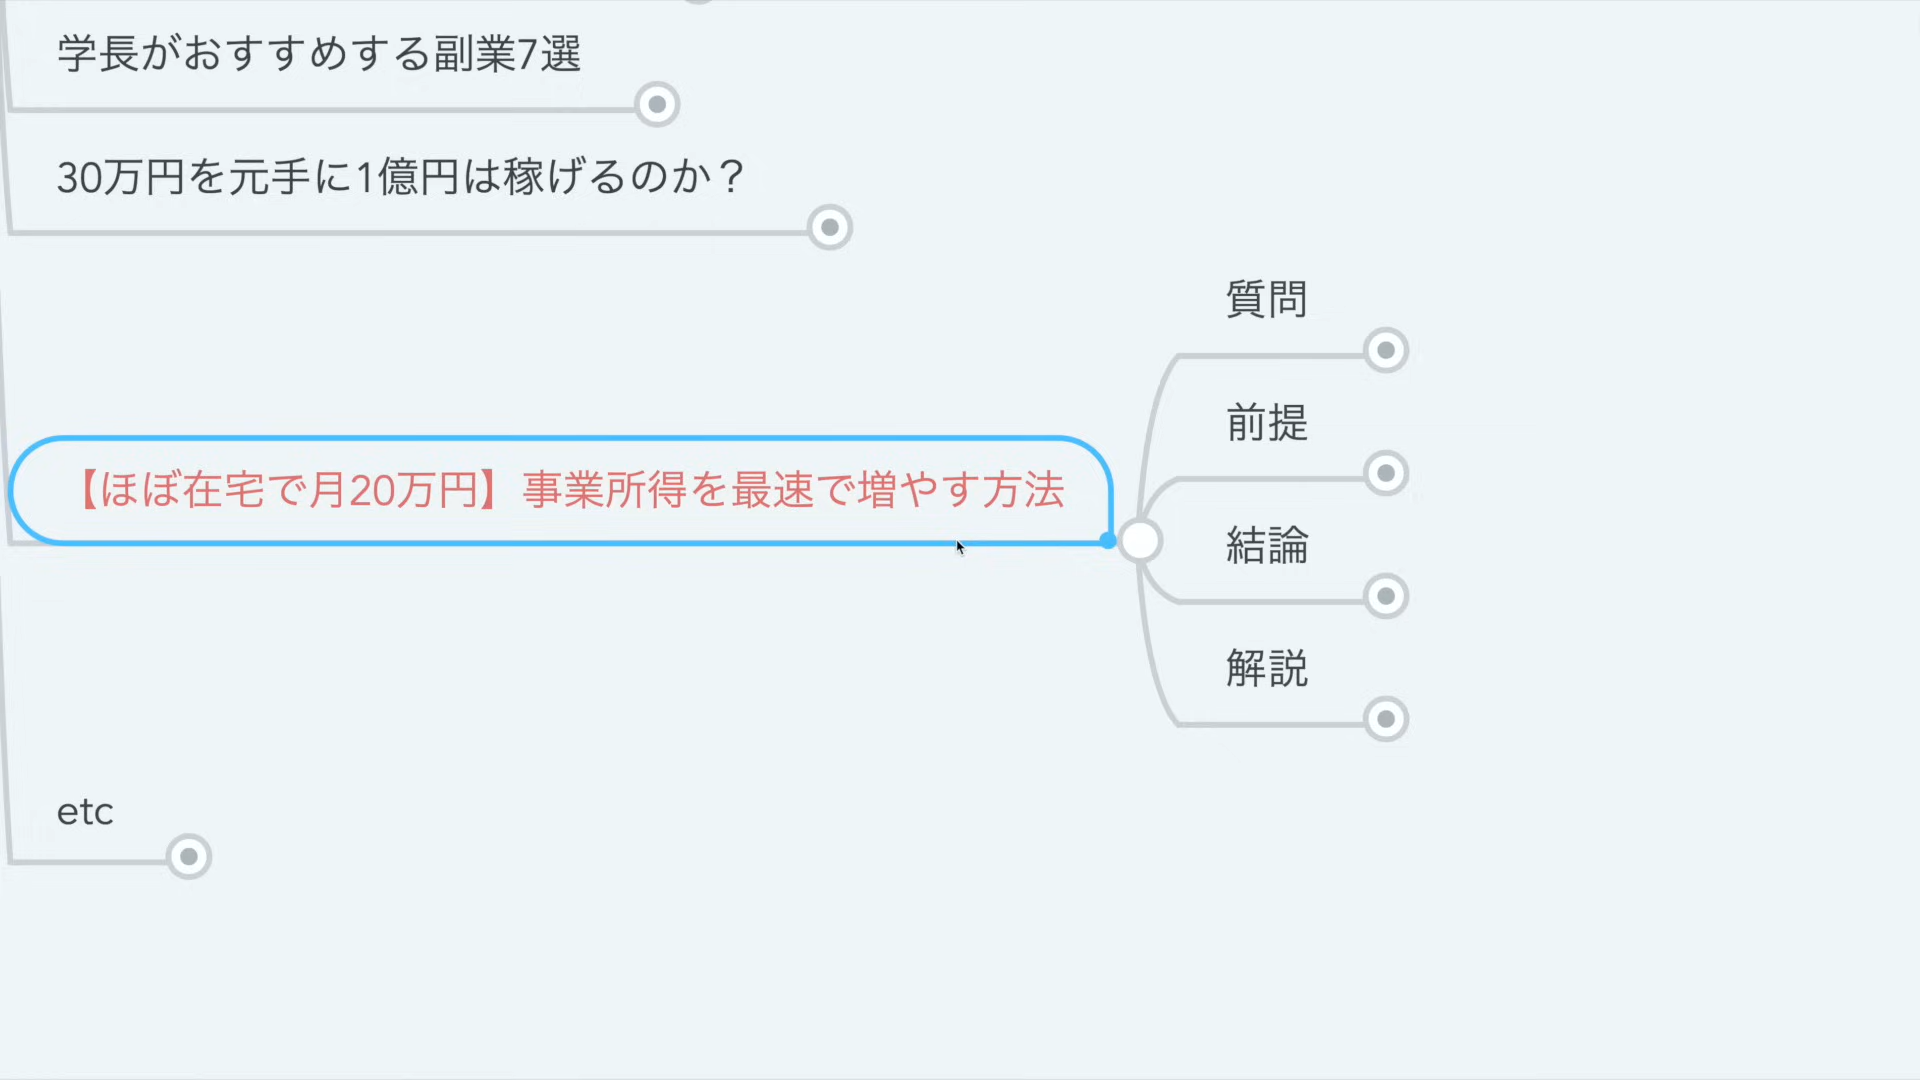 学長がおすすめする副業7選
30万円を元手に1億円は稼げるのか？
【ほぼ在宅で月20万円】事業所得を最速で増やす方法
質問
前提
結論
解説
etc